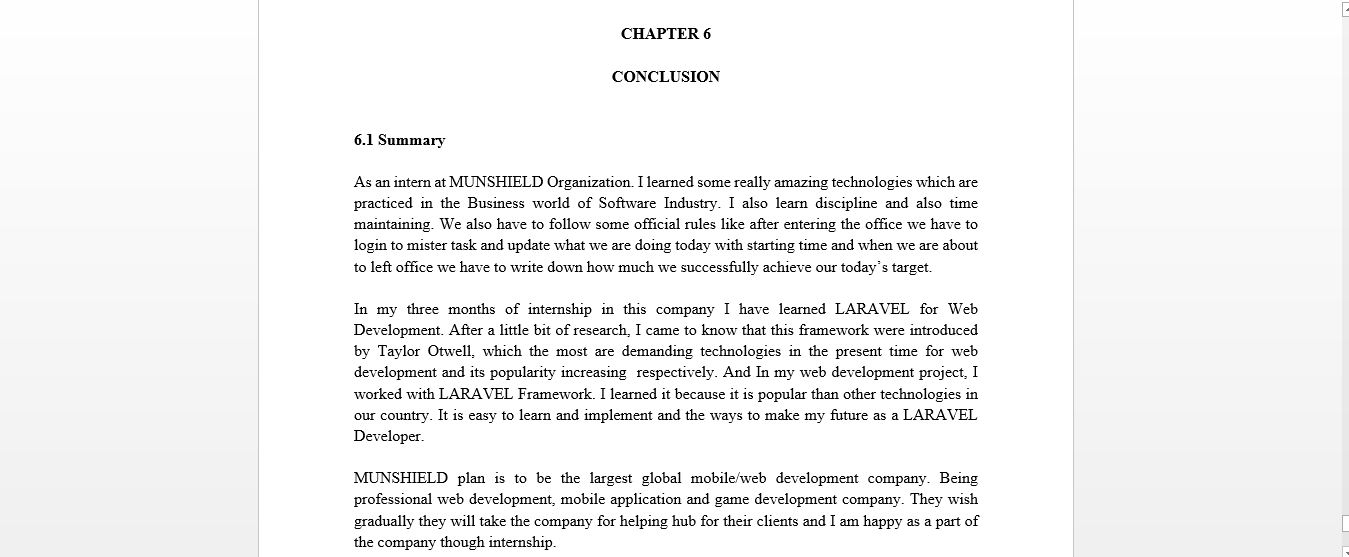 CHAPTER 6
CONCLUSION
6.1 Summary
As an intern at MUNSHIELD Organization. I learned some really amazing technologies which are
practiced in the Business world of Software Industry. I also learn discipline and also time
maintaining. We also have to follow some official rules like after entering the office we have to
login to mister task and update what we are doing today with starting time and when we are about
to left office we have to write down how much we successfully achieve our today’s target.
In my three months of internship in this company I have learned LARAVEL for Web
Development. After a little bit of research, I came to know that this framework were introduced
by Taylor Otwell, which the most are demanding technologies in the present time for web
development and its popularity increasing  respectively. And In my web development project, I
worked with LARAVEL Framework. I learned it because it is popular than other technologies in
our country. It is easy to learn and implement and the ways to make my future as a LARAVEL
Developer.
MUNSHIELD plan is to be the largest global mobile/web development company. Being
professional web development, mobile application and game development company. They wish
gradually they will take the company for helping hub for their clients and I am happy as a part of
the company though internship.